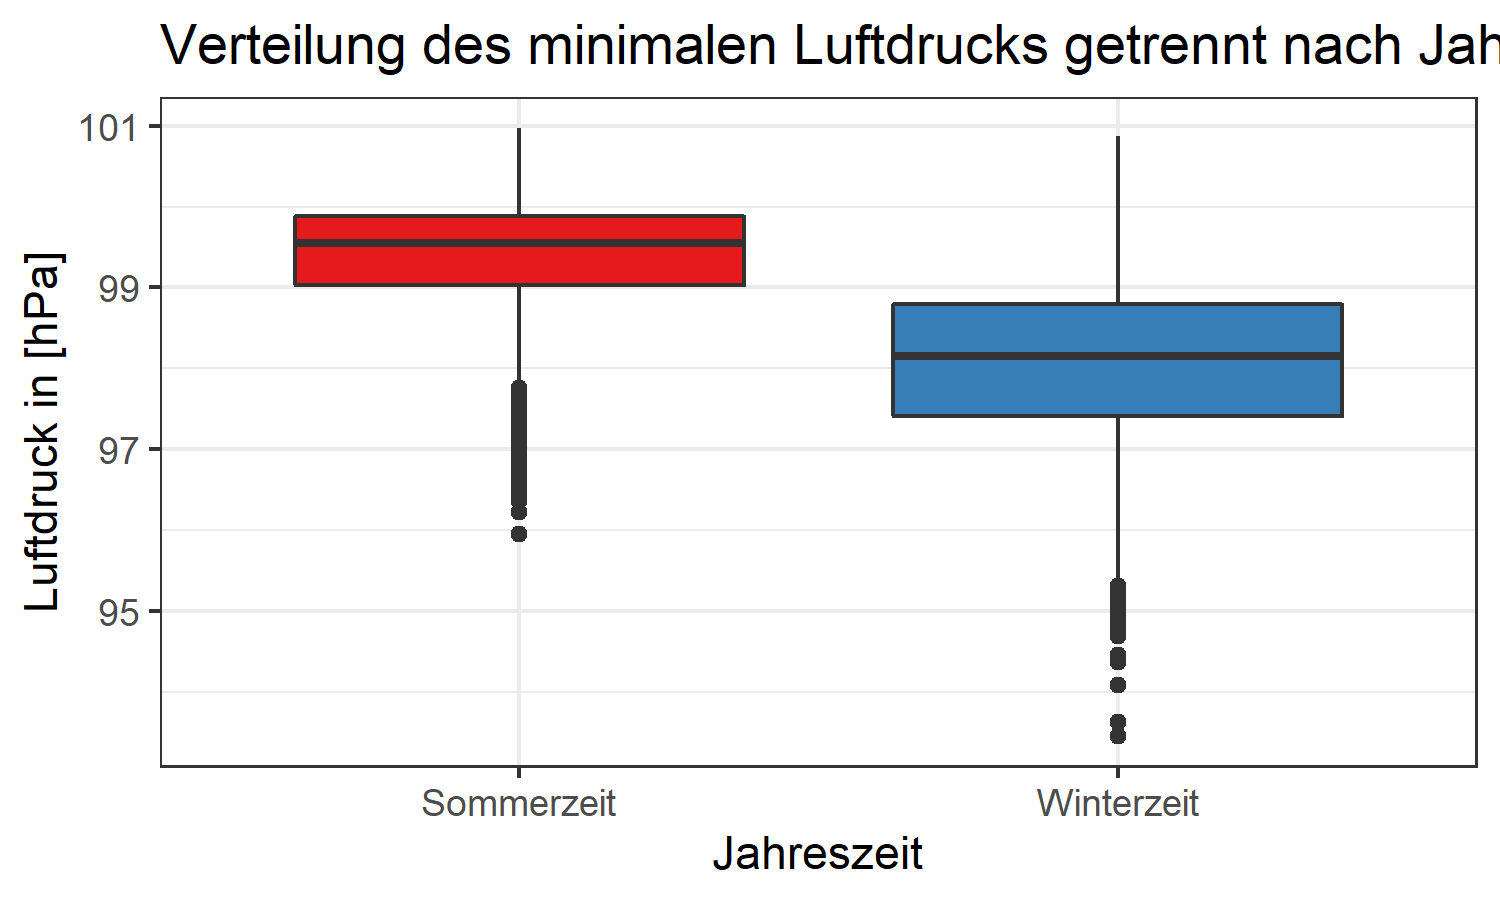 Verteilung des minimalen Luftdrucks getrennt nach Jah
101
99
97
95
Luftdruck in [hPa]
Sommerzeit Winterzeit
Jahreszeit